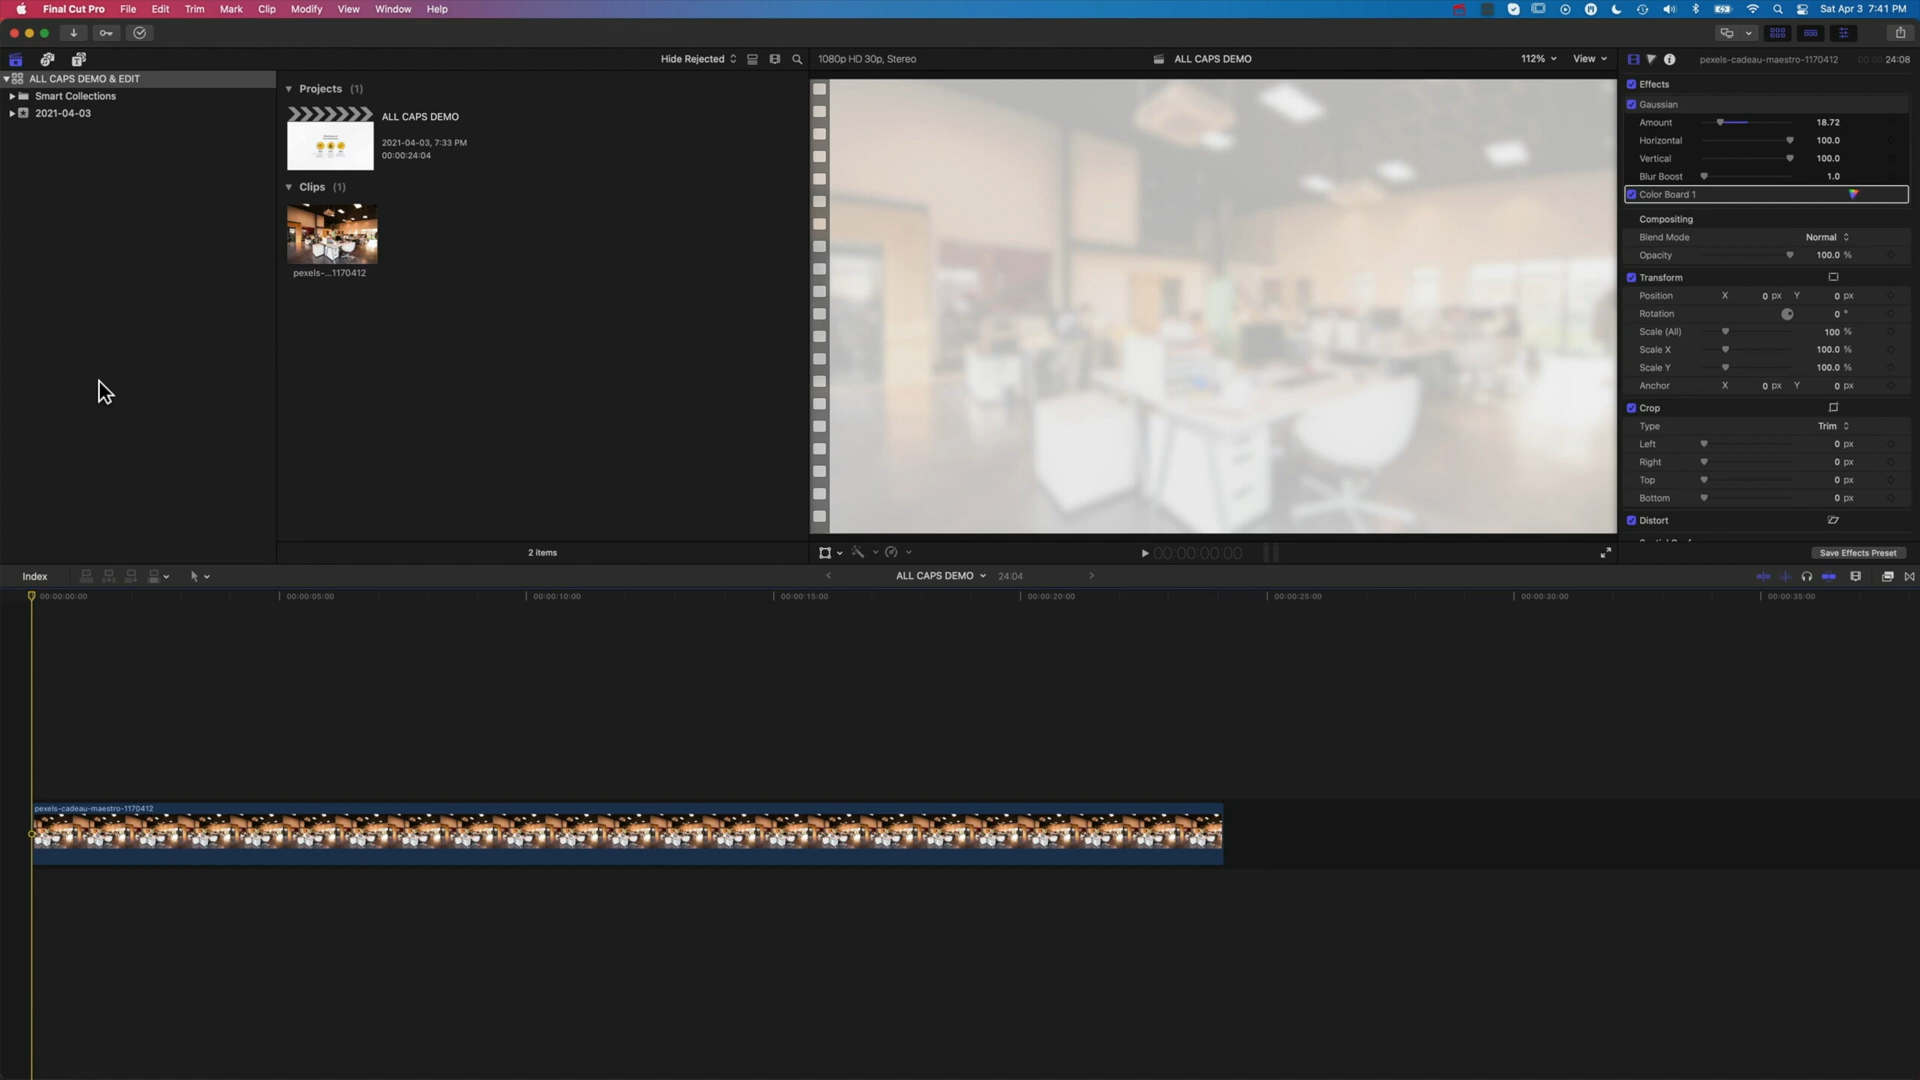 Final Cut Pro File Edit Trim Mark Clip Modify View Window Help Sat Apr 3 7:41 PM
Hide Rejected 1080p HD 30p, Stereo ALL CAPS DEMO 112% View pexels-cadeau-maestro-1170412 00:00:24:08
ALL CAPS DEMO & EDIT
Smart Collections
2021-04-03
Projects (1)
ALL CAPS DEMO
2021-04-03, 7:33 PM
00:00:24:04
Clips (1)
pexels-...1170412
2 items
00:00:00:00
Effects
Gaussian
Amount 18.72
Horizontal 100.0
Vertical 100.0
Blur Boost 1.0
Color Board 1
Compositing
Blend Mode Normal
Opacity 100.0 %
Transform
Position X 0 px Y 0 px
Rotation 0 °
Scale (All) 100 %
Scale X 100.0 %
Scale Y 100.0 %
Anchor X 0 px Y 0 px
Crop
Type Trim
Left 0 px
Right 0 px
Top 0 px
Bottom 0 px
Distort
Save Effects Preset
Index ALL CAPS DEMO 24:04
00:00:00:00 00:00:05:00 00:00:10:00 00:00:15:00 00:00:20:00 00:00:25:00 00:00:30:00 00:00:35:00
pexels-cadeau-maestro-1170412